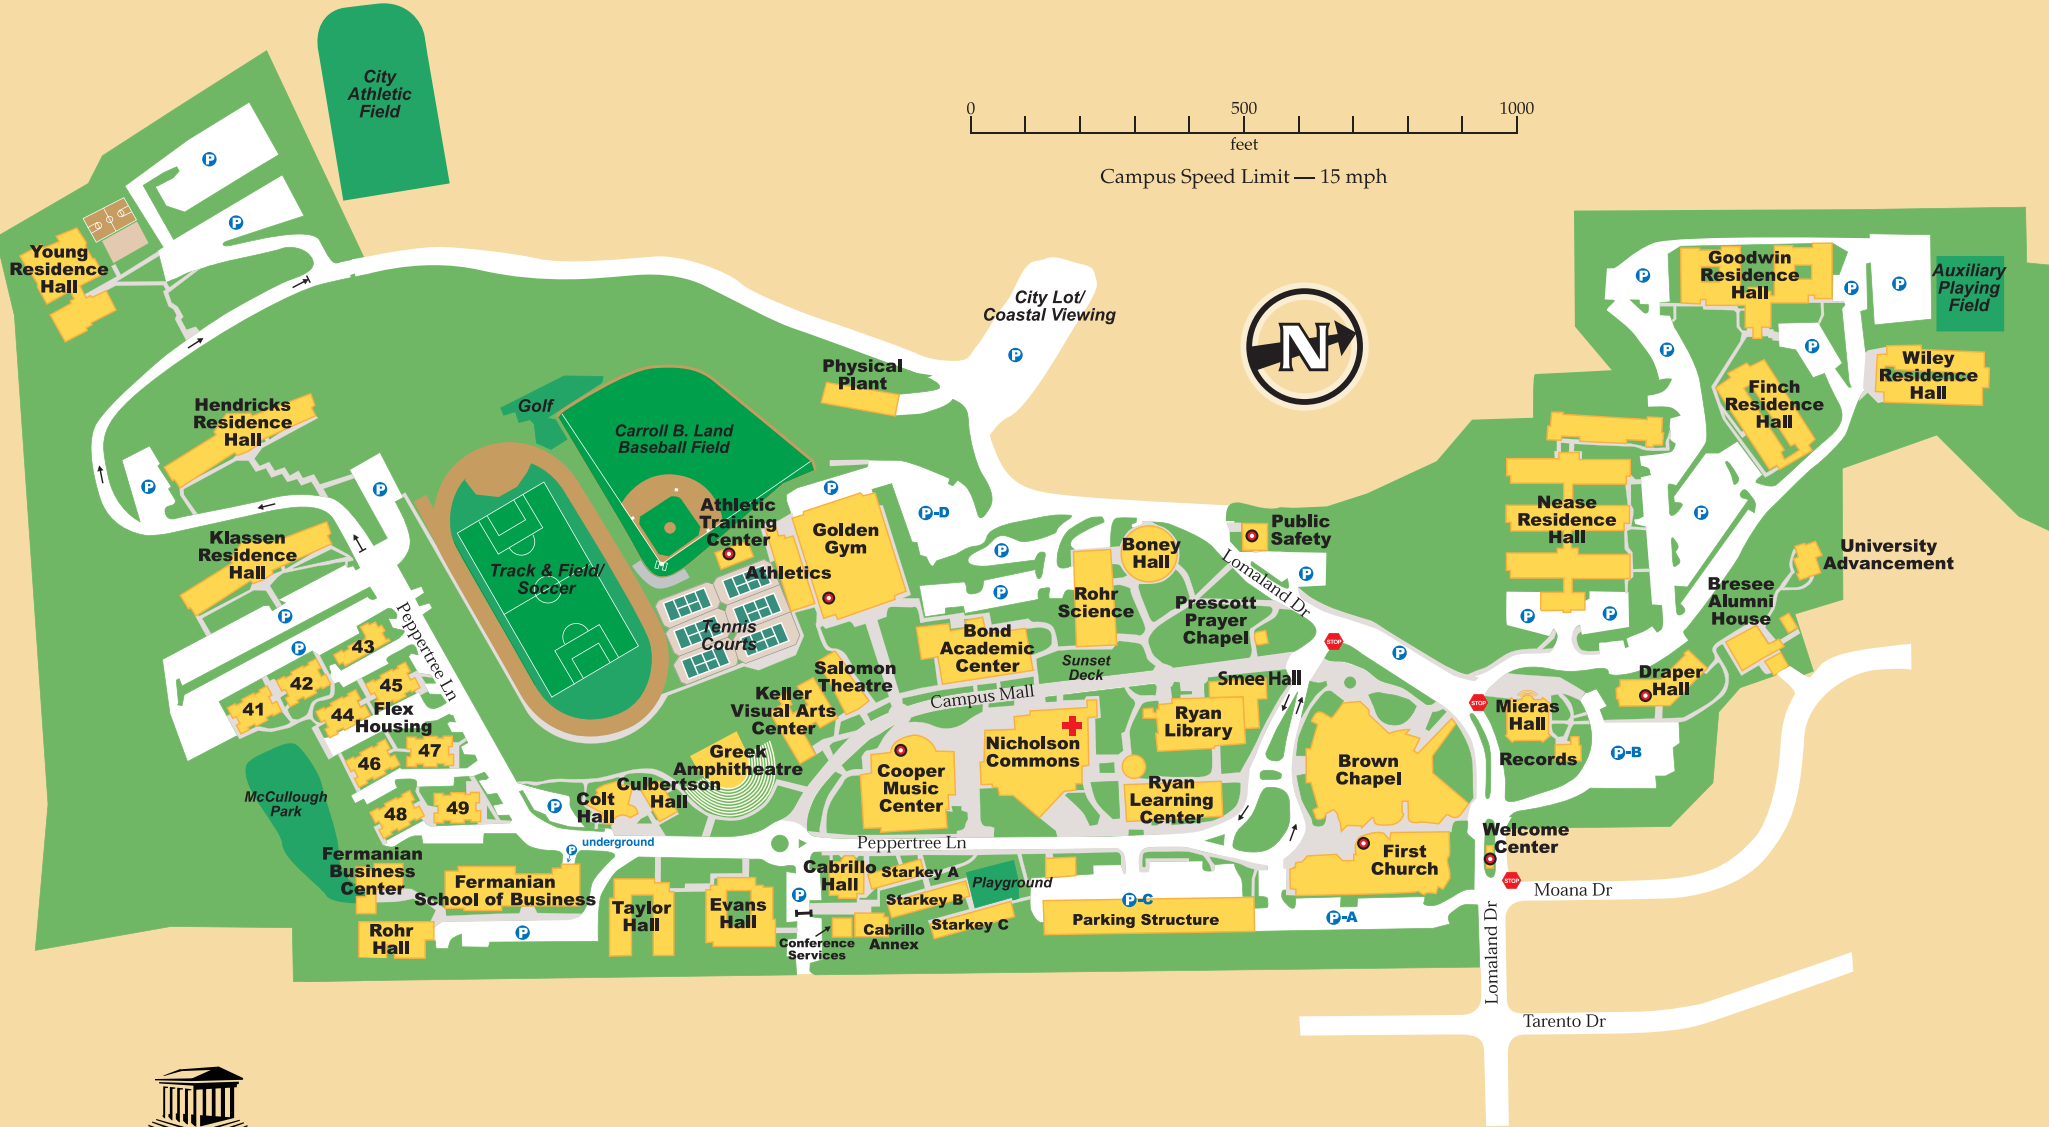 City
Athletic
Field
0
500
1000
feet
Campus Speed Limit — 15 mph
P
P
Young
Residence
Hall
City Lot/
Coastal Viewing
P
N
Goodwin
Residence
Hall
P
P
P
Auxiliary
Playing
Field
P
P
Wiley
Residence
Hall
Finch
Residence
Hall
Physical
Plant
Golf
Carroll B. Land
Baseball Field
Hendricks
Residence
Hall
P
P
Klassen
Residence
Hall
P
P
Peppertree Ln
Track & Field/
Soccer
Athletic
Training
Center
Athletics
Tennis
Courts
Golden
Gym
P
P-D
P
P
Boney
Hall
Rohr
Science
Public
Safety
P
Lomaland Dr
Prescott
Prayer
Chapel
STOP
P
Nease
Residence
Hall
P
P
P
University
Advancement
Bresee
Alumni
House
Draper
Hall
Bond
Academic
Center
Sunset
Deck
Campus Mall
Smee Hall
Salomon
Theatre
Keller
Visual Arts
Center
Greek
Amphitheatre
Culbertson
Hall
Colt
Hall
P
P
underground
41
42
43
44
45
Flex
Housing
46
47
48
49
McCullough
Park
Cooper
Music
Center
Nicholson
Commons
Ryan
Library
Ryan
Learning
Center
Brown
Chapel
STOP
Mieras
Hall
Records
P-B
Peppertree Ln
Welcome
Center
STOP
Moana Dr
First
Church
Fermanian
Business
Center
Fermanian
School of Business
Rohr
Hall
P
Taylor
Hall
Evans
Hall
P
Cabrillo
Hall
Starkey A
Starkey B
Starkey C
Playground
Cabrillo
Annex
Conference
Services
P-C
Parking Structure
P-A
Lomaland Dr
Tarento Dr